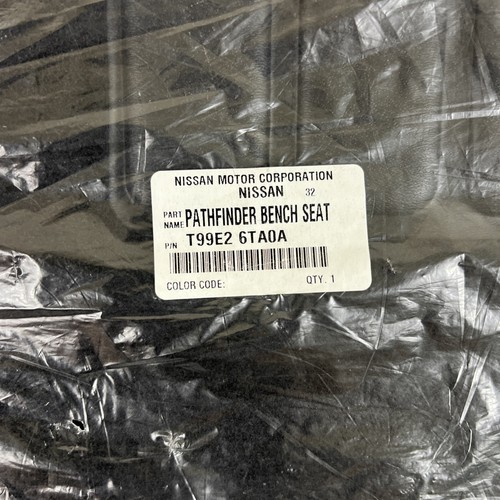 NISSAN MOTOR CORPORATION
NISSAN 32
PART NAME PATHFINDER BENCH SEAT
P/N T99E2 6TA0A
COLOR CODE: QTY. 1